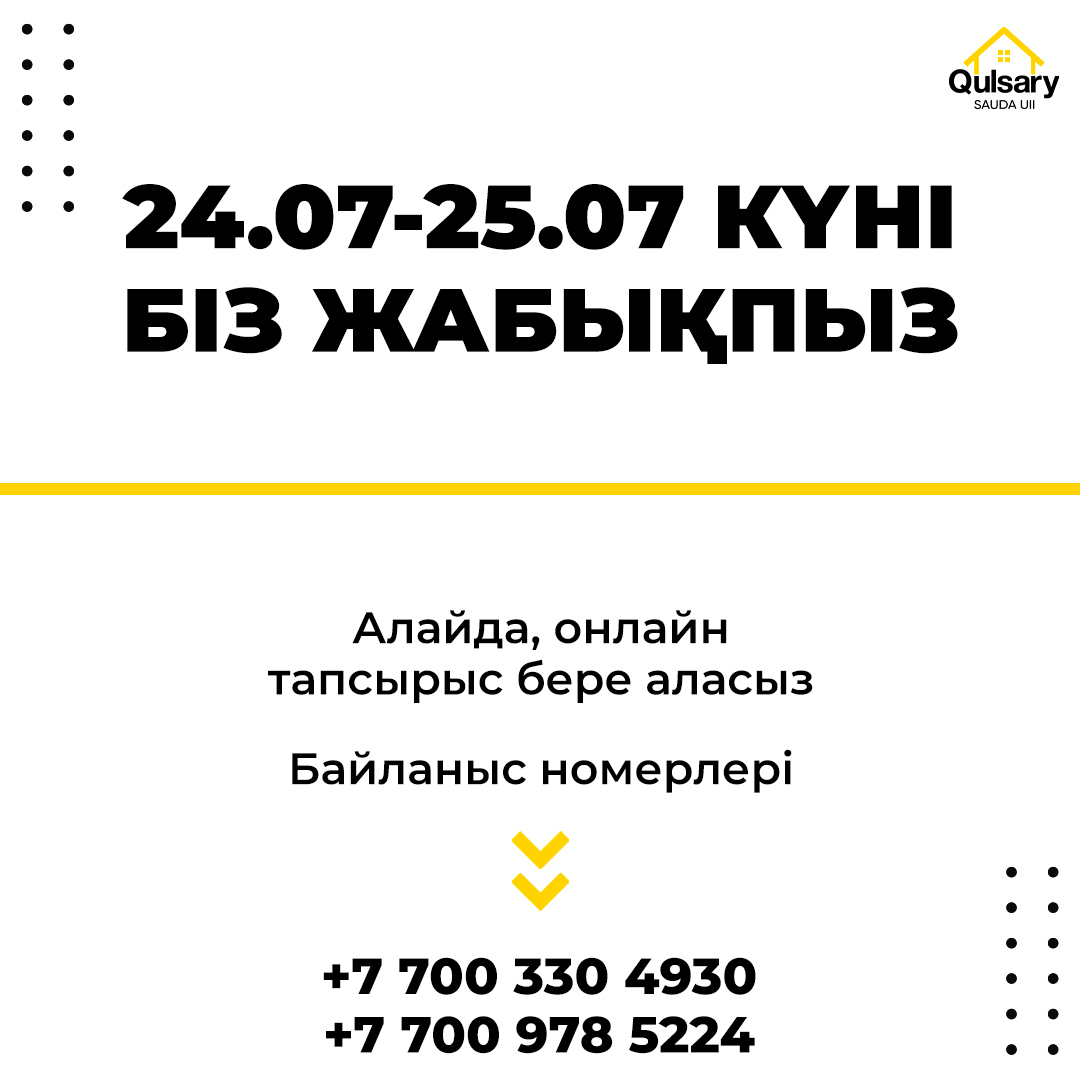 Qulsary
SAUDA UII
24.07-25.07 КҮНІ
БІЗ ЖАБЫҚПЫЗ
Алайда, онлайн
тапсырыс бере аласыз
Байланыс номерлері
+7 700 330 4930
+7 700 978 5224